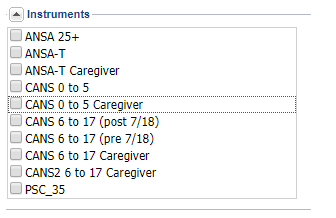 Instruments
ANSA 25+
ANSA-T
ANSA-T Caregiver
CANS 0 to 5
CANS 0 to 5 Caregiver
CANS 6 to 17 (post 7/18)
CANS 6 to 17 (pre 7/18)
CANS 6 to 17 Caregiver
CANS2 6 to 17 Caregiver
PSC_35